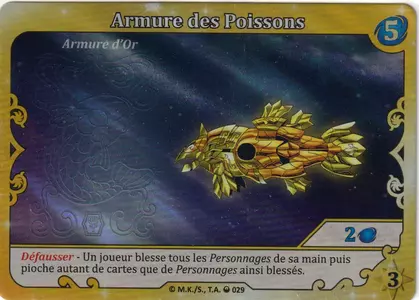 Armure des Poissons
5
Armure d'Or
2
Défausser - Un joueur blesse tous les Personnages de sa main puis
pioche autant de cartes que de Personnages ainsi blessés.
3
© M.K./S., T.A. 029